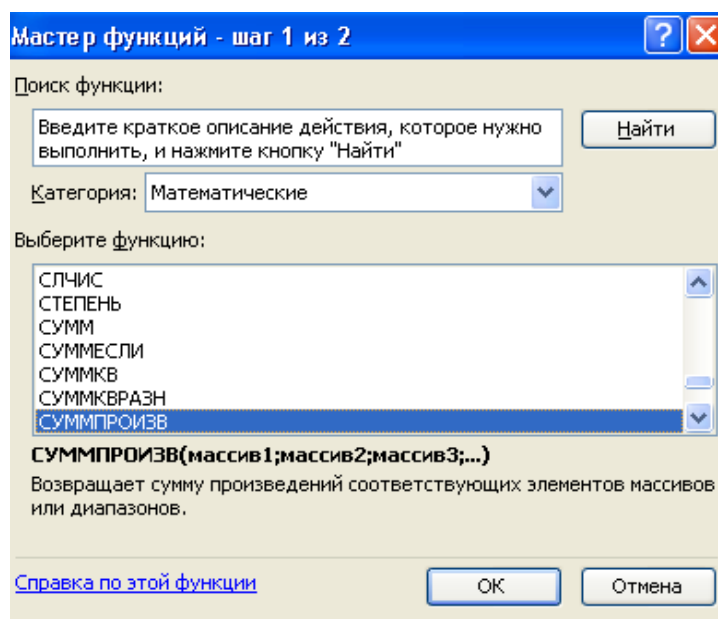 Мастер функций - шаг 1 из 2
Поиск функции:
Введите краткое описание действия, которое нужно
выполнить, и нажмите кнопку "Найти"
Найти
Категория: Математические
Выберите функцию:
СЛЧИС
СТЕПЕНЬ
СУММ
СУММЕСЛИ
СУММКВ
СУММКВРАЗН
СУММПРОИЗВ
СУММПРОИЗВ(массив1;массив2;массив3;...)
Возвращает сумму произведений соответствующих элементов массивов
или диапазонов.
Справка по этой функции
ОК
Отмена